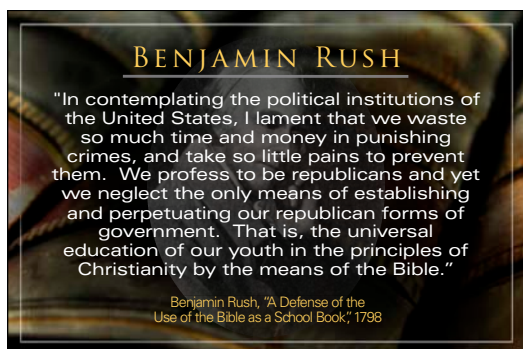 BENJAMIN RUSH
"In contemplating the political institutions of
the United States, I lament that we waste
so much time and money in punishing
crimes, and take so little pains to prevent
them.  We profess to be republicans and yet
we neglect the only means of establishing
and perpetuating our republican forms of
government.  That is, the universal
education of our youth in the principles of
Christianity by the means of the Bible."
Benjamin Rush, "A Defense of the
Use of the Bible as a School Book", 1798